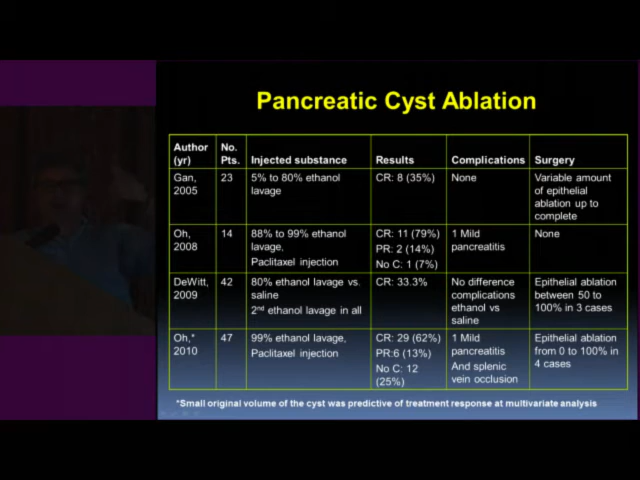 Pancreatic Cyst Ablation
Author (yr) No. Pts. Injected substance Results Complications Surgery
Gan, 2005 23 5% to 80% ethanol lavage CR: 8 (35%) None Variable amount of epithelial ablation up to complete
Oh, 2008 14 88% to 99% ethanol lavage, Paclitaxel injection CR: 11 (79%) PR: 2 (14%) No C: 1 (7%) 1 Mild pancreatitis None
DeWitt, 2009 42 80% ethanol lavage vs. saline 2nd ethanol lavage in all CR: 33.3% No difference complications ethanol vs saline Epithelial ablation between 50 to 100% in 3 cases
Oh,* 2010 47 99% ethanol lavage, Paclitaxel injection CR: 29 (62%) PR:6 (13%) No C: 12 (25%) 1 Mild pancreatitis And splenic vein occlusion Epithelial ablation from 0 to 100% in 4 cases
*Small original volume of the cyst was predictive of treatment response at multivariate analysis